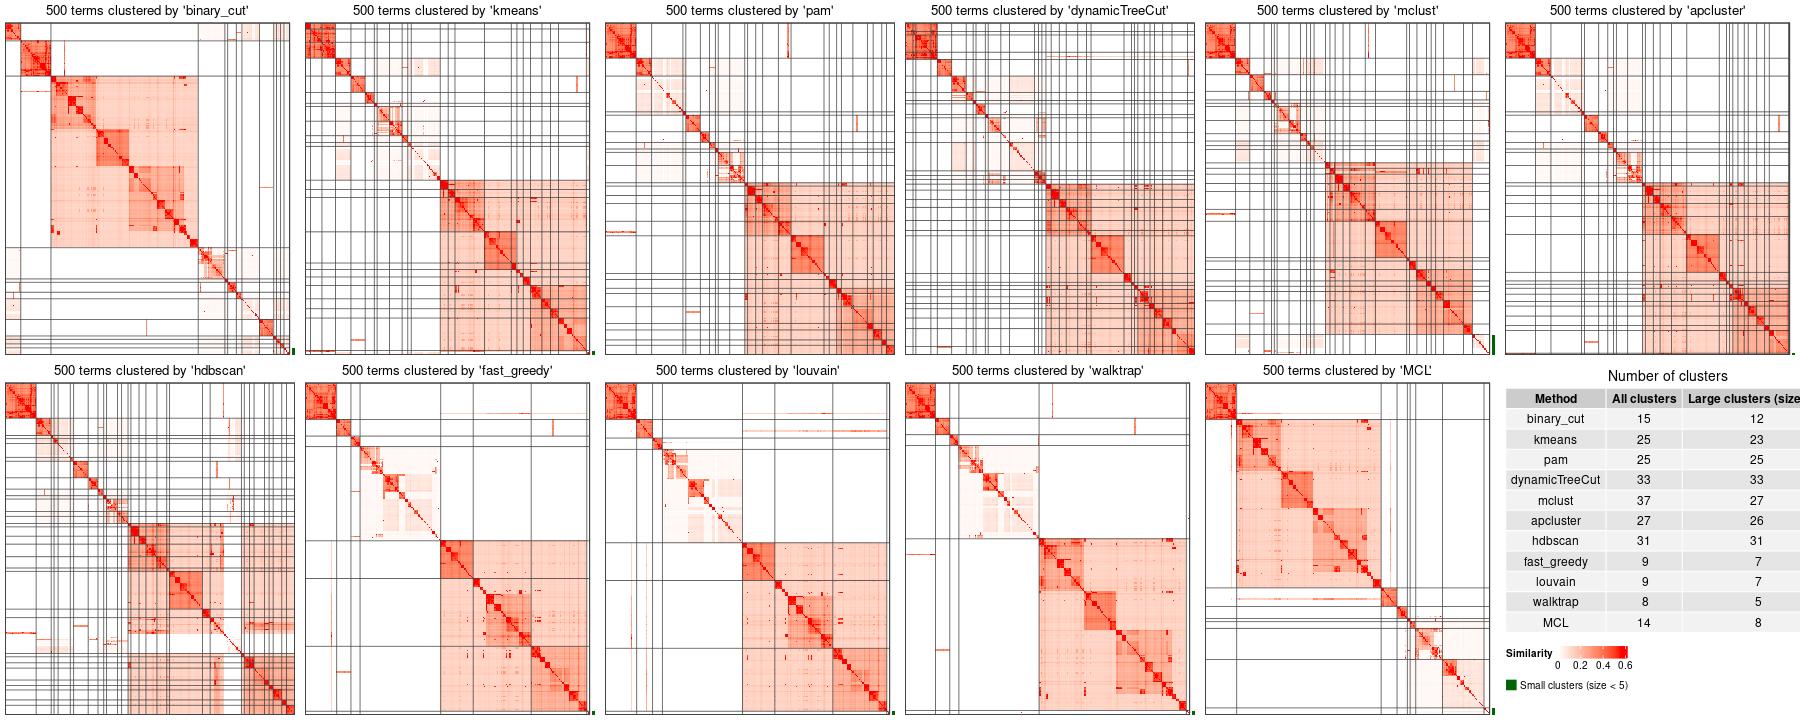 500 terms clustered by 'binary_cut'
500 terms clustered by 'kmeans'
500 terms clustered by 'pam'
500 terms clustered by 'dynamicTreeCut'
500 terms clustered by 'mclust'
500 terms clustered by 'apcluster'
500 terms clustered by 'hdbscan'
500 terms clustered by 'fast_greedy'
500 terms clustered by 'louvain'
500 terms clustered by 'walktrap'
500 terms clustered by 'MCL'
Number of clusters
Method All clusters Large clusters (size
binary_cut 15 12
kmeans 25 23
pam 25 25
dynamicTreeCut 33 33
mclust 37 27
apcluster 27 26
hdbscan 31 31
fast_greedy 9 7
louvain 9 7
walktrap 8 5
MCL 14 8
Similarity
0 0.2 0.4 0.6
Small clusters (size < 5)